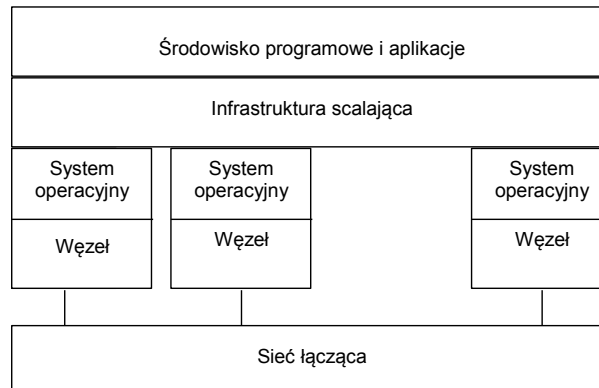 Środowisko programowe i aplikacje
Infrastruktura scalająca
System
operacyjny
Węzeł
System
operacyjny
Węzeł
System
operacyjny
Węzeł
Sieć łącząca